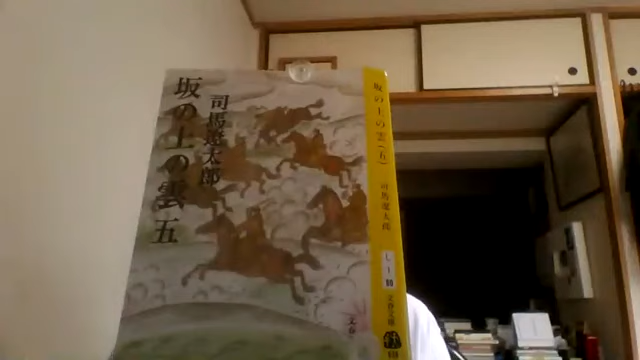 坂の上の雲 五
司馬遼太郎
坂の上の雲(五)
司馬遼太郎
文春文庫